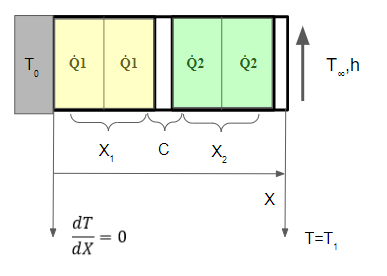 T₀ Q̇1 Q̇1 Q̇2 Q̇2 T∞,h
X₁ C X₂
X
dT/dX = 0 T=T₁